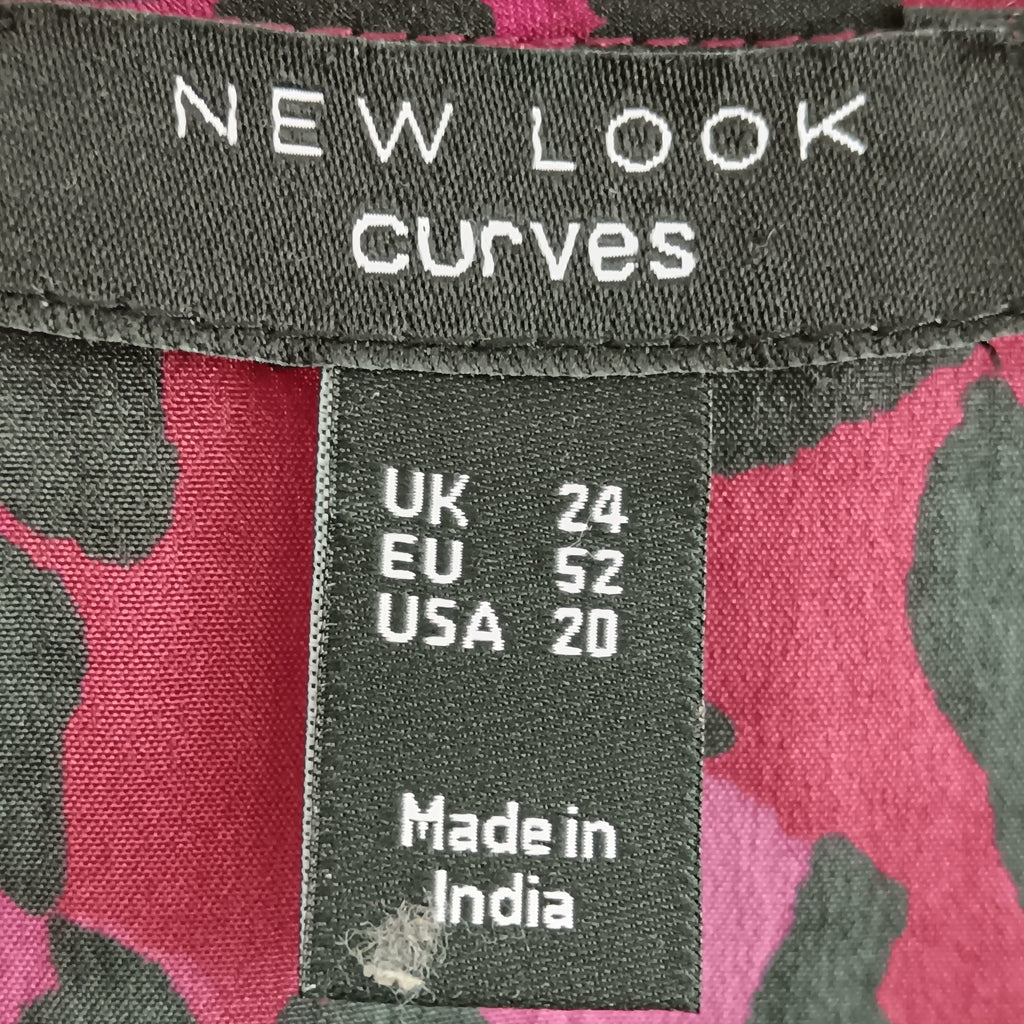 NEW LOOK
curves
UK 24
EU 52
USA 20
Made in
India